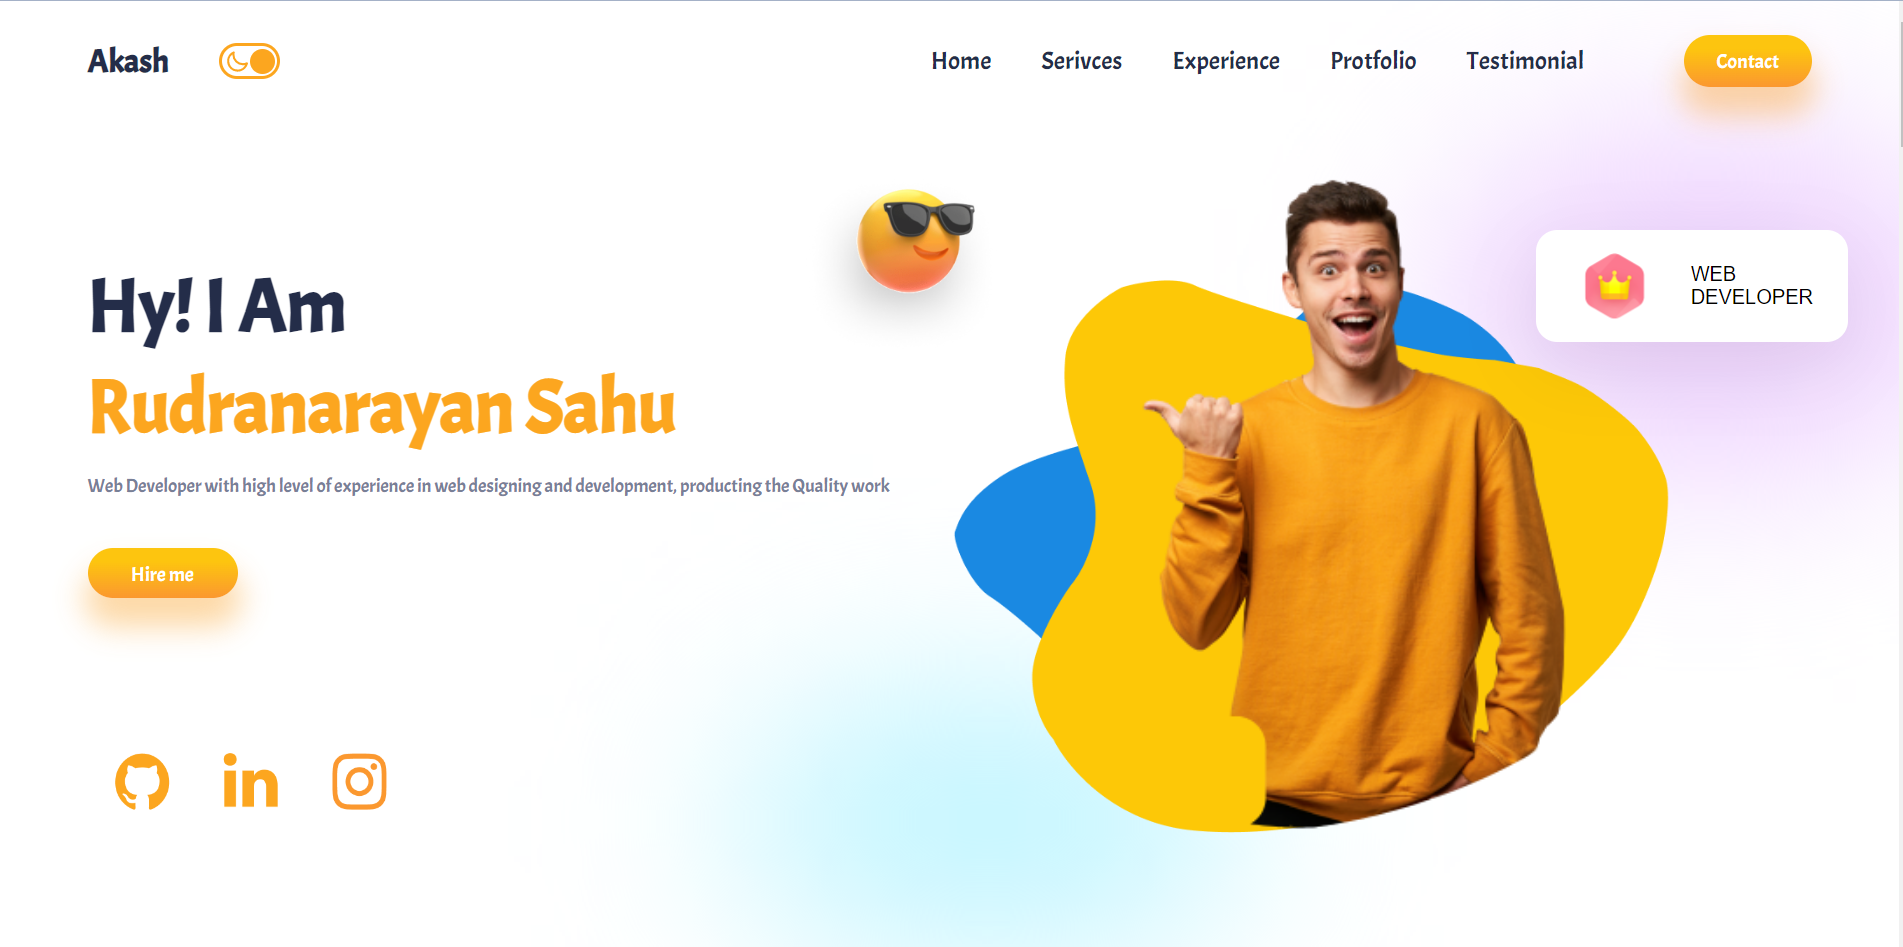 Akash
Home
Serivces
Experience
Protfolio
Testimonial
Contact
WEB
DEVELOPER
Hy! I Am
Rudranarayan Sahu
Web Developer with high level of experience in web designing and development, producting the Quality work
Hire me
in